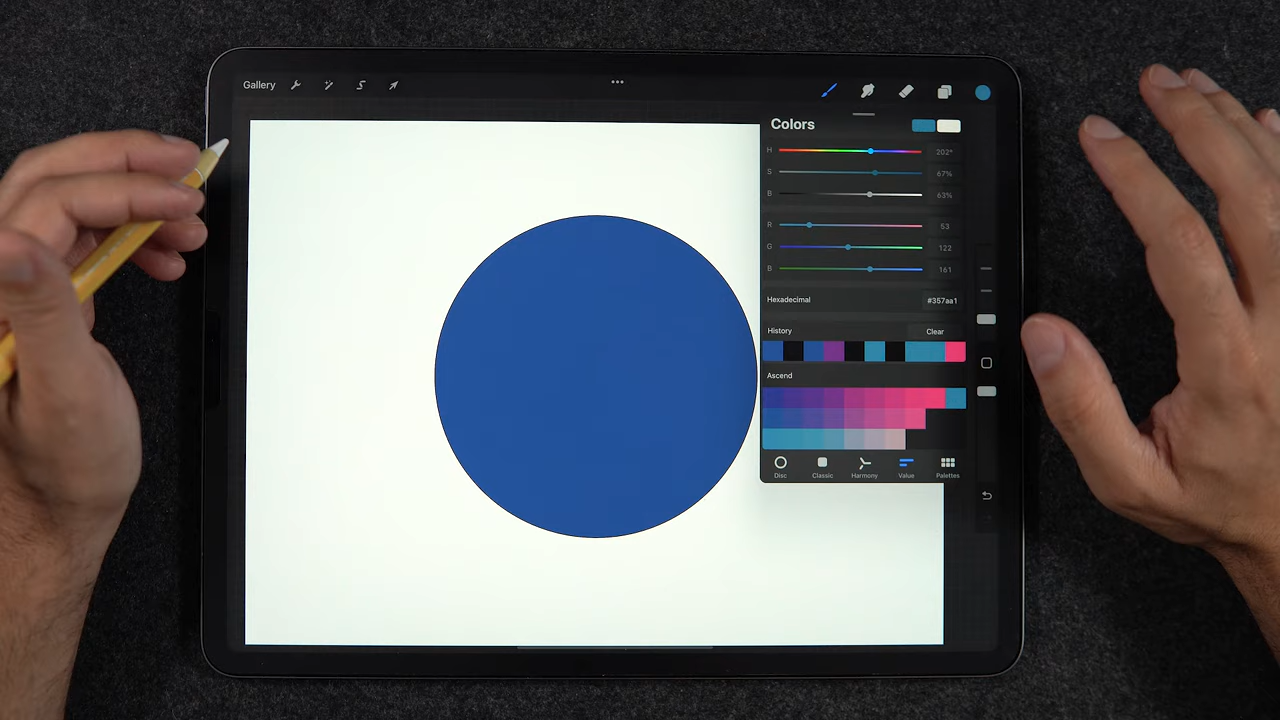 Gallery
Colors
H 202°
S 67%
B 63%
R 53
G 122
B 161
Hexadecimal #357aa1
History Clear
Ascend
Disc Classic Harmony Value Palettes